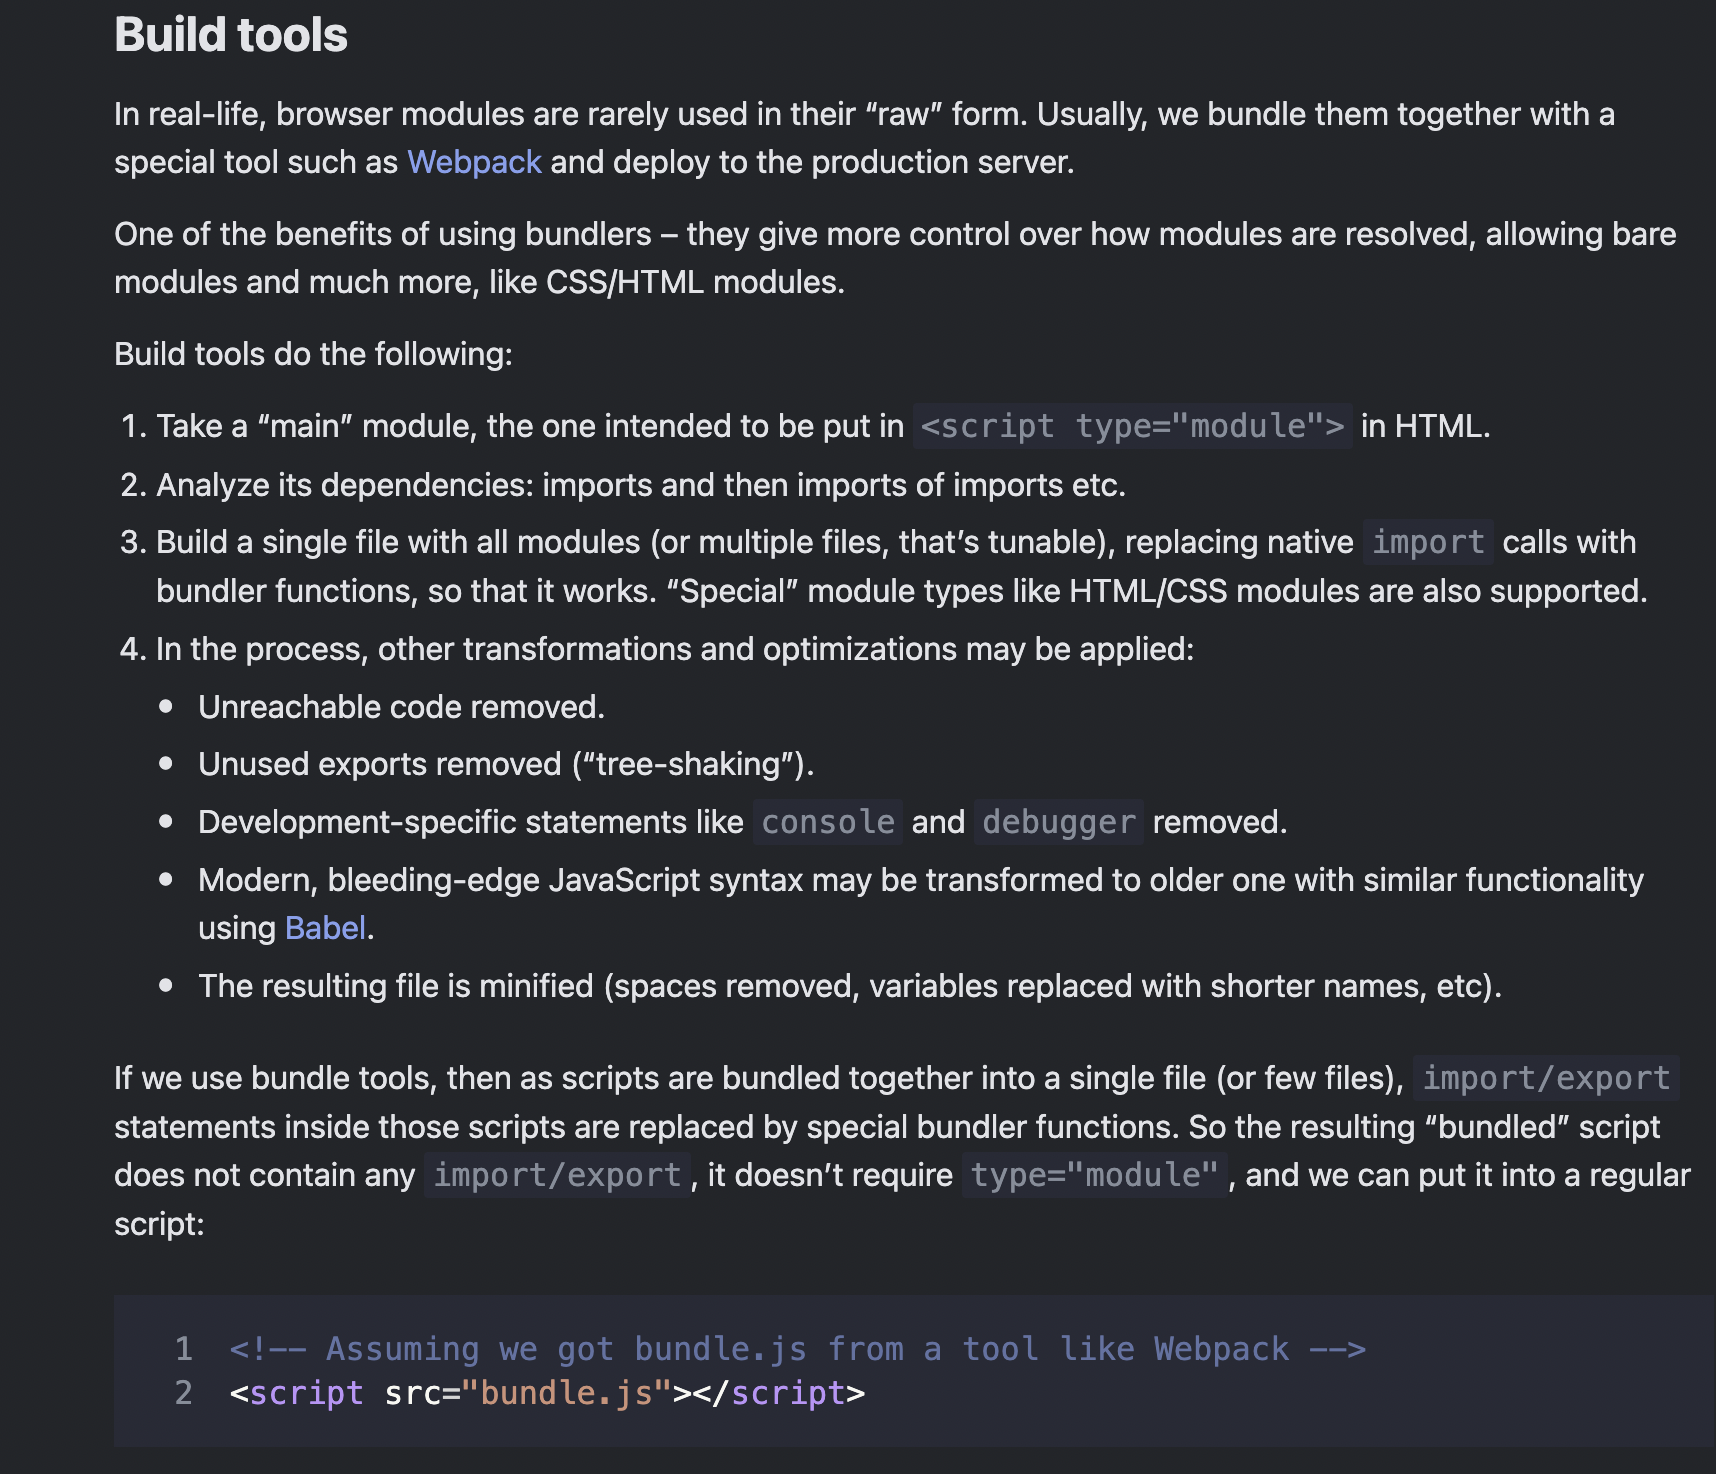 Build tools
In real-life, browser modules are rarely used in their “raw” form. Usually, we bundle them together with a
special tool such as Webpack and deploy to the production server.
One of the benefits of using bundlers – they give more control over how modules are resolved, allowing bare
modules and much more, like CSS/HTML modules.
Build tools do the following:
1. Take a “main” module, the one intended to be put in <script type="module"> in HTML.
2. Analyze its dependencies: imports and then imports of imports etc.
3. Build a single file with all modules (or multiple files, that’s tunable), replacing native import calls with
bundler functions, so that it works. “Special” module types like HTML/CSS modules are also supported.
4. In the process, other transformations and optimizations may be applied:
• Unreachable code removed.
• Unused exports removed (“tree-shaking”).
• Development-specific statements like console and debugger removed.
• Modern, bleeding-edge JavaScript syntax may be transformed to older one with similar functionality
using Babel.
• The resulting file is minified (spaces removed, variables replaced with shorter names, etc).
If we use bundle tools, then as scripts are bundled together into a single file (or few files), import/export
statements inside those scripts are replaced by special bundler functions. So the resulting “bundled” script
does not contain any import/export, it doesn’t require type="module", and we can put it into a regular
script:
1 <!-- Assuming we got bundle.js from a tool like Webpack -->
2 <script src="bundle.js"></script>